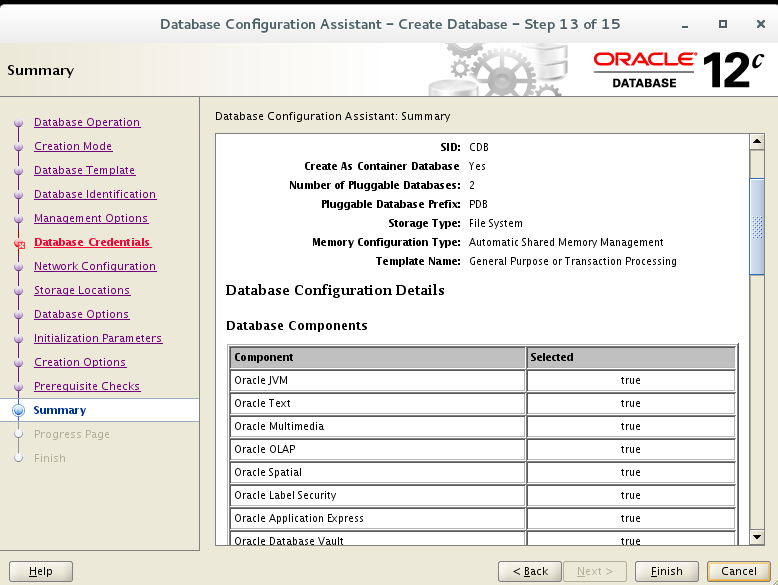 Database Configuration Assistant – Create Database – Step 13 of 15
Summary
ORACLE
DATABASE
12c
Database Operation
Creation Mode
Database Template
Database Identification
Management Options
Database Credentials
Network Configuration
Storage Locations
Database Options
Initialization Parameters
Creation Options
Prerequisite Checks
Summary
Progress Page
Finish
Database Configuration Assistant: Summary
SID: CDB
Create As Container Database Yes
Number of Pluggable Databases: 2
Pluggable Database Prefix: PDB
Storage Type: File System
Memory Configuration Type: Automatic Shared Memory Management
Template Name: General Purpose or Transaction Processing
Database Configuration Details
Database Components
Component Selected
Oracle JVM true
Oracle Text true
Oracle Multimedia true
Oracle OLAP true
Oracle Spatial true
Oracle Label Security true
Oracle Application Express true
Oracle Database Vault true
Help < Back Next > Finish Cancel